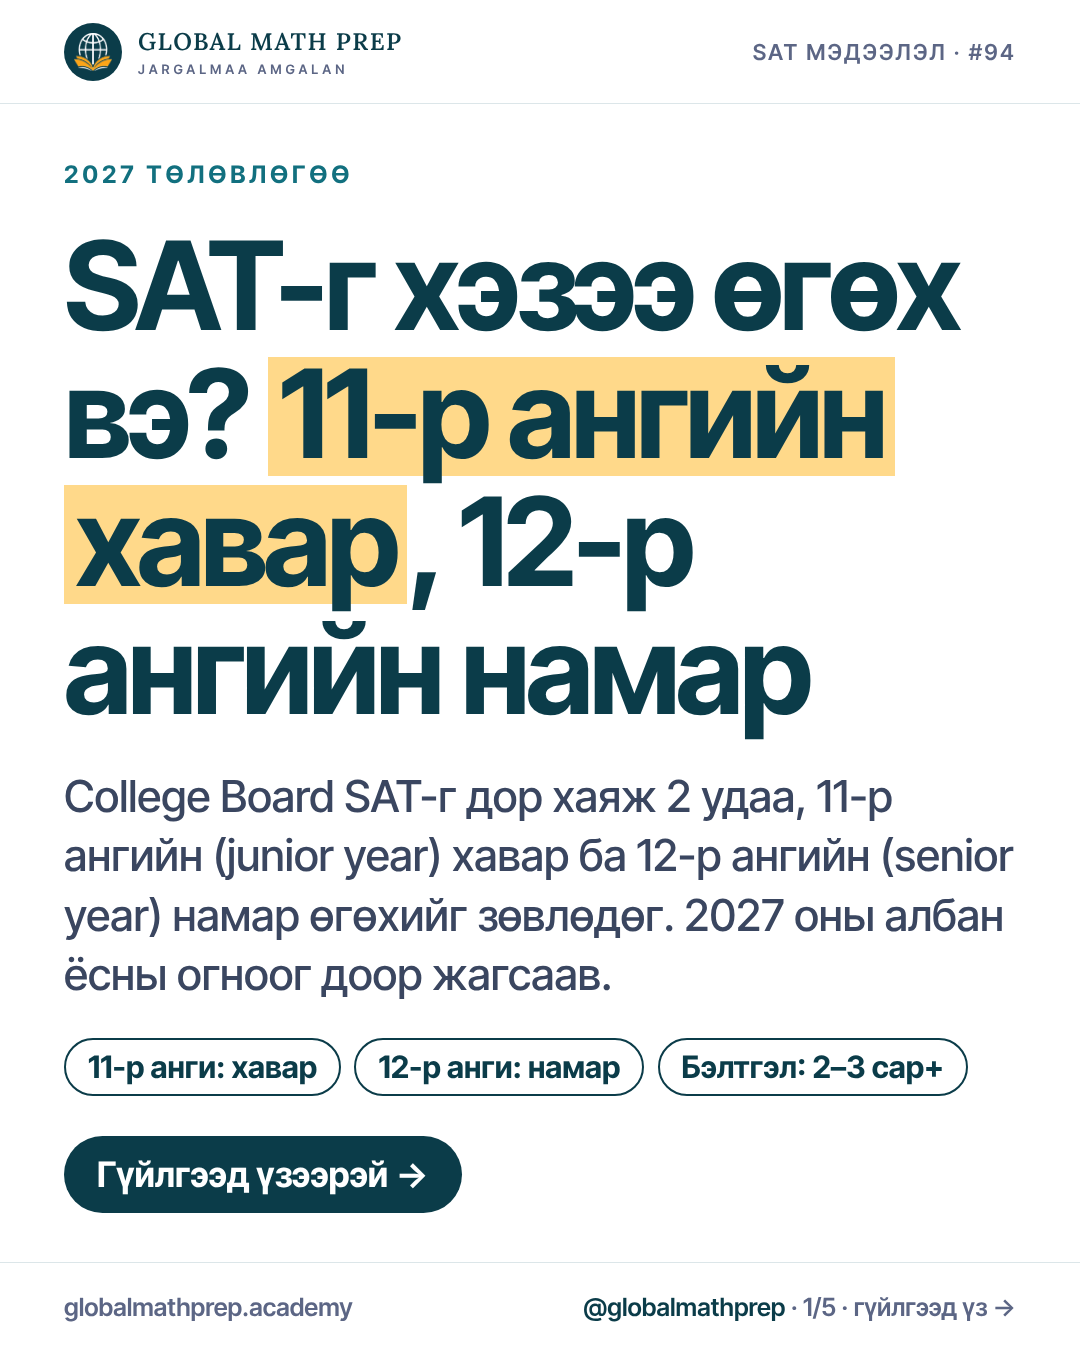 GLOBAL MATH PREP
JARGALMAA AMGALAN
SAT МЭДЭЭЛЭЛ · #94
2027 ТӨЛӨВЛӨГӨӨ
SAT-г хэзээ өгөх
вэ? 11-р ангийн
хавар, 12-р
ангийн намар
College Board SAT-г дор хаяж 2 удаа, 11-р
ангийн (junior year) хавар ба 12-р ангийн (senior
year) намар өгөхийг зөвлөдөг. 2027 оны албан
ёсны огноог доор жагсаав.
11-р анги: хавар
12-р анги: намар
Бэлтгэл: 2–3 сар+
Гүйлгээд үзээрэй →
globalmathprep.academy
@globalmathprep · 1/5 · гүйлгээд үз →